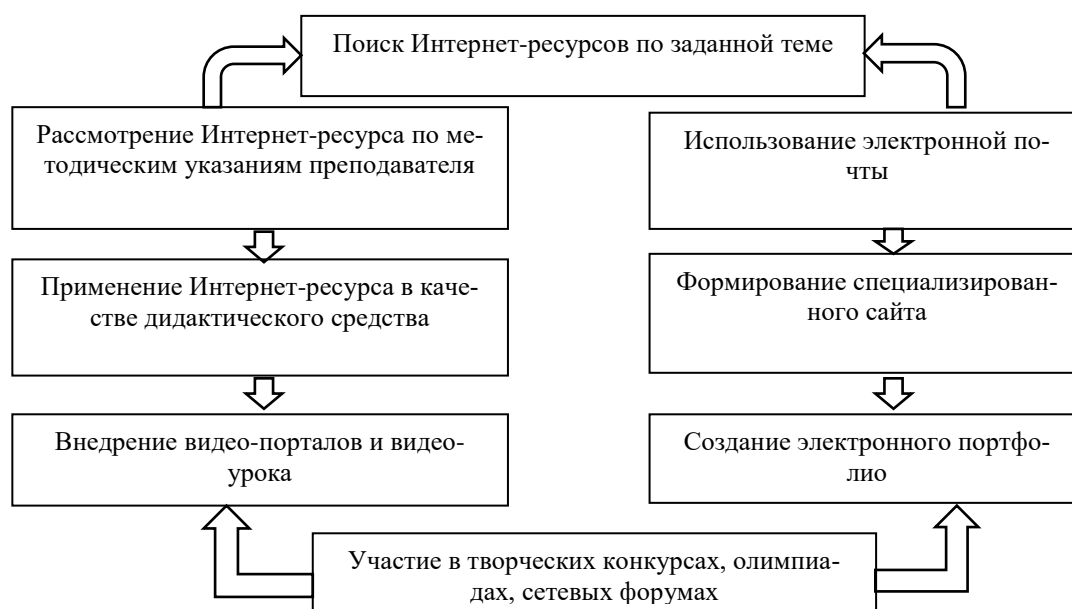 Поиск Интернет-ресурсов по заданной теме
Рассмотрение Интернет-ресурса по ме-
тодическим указаниям преподавателя
Использование электронной по-
чты
Применение Интернет-ресурса в каче-
стве дидактического средства
Формирование специализирован-
ного сайта
Внедрение видео-порталов и видео-
урока
Создание электронного портфо-
лио
Участие в творческих конкурсах, олимпиа-
дах, сетевых форумах